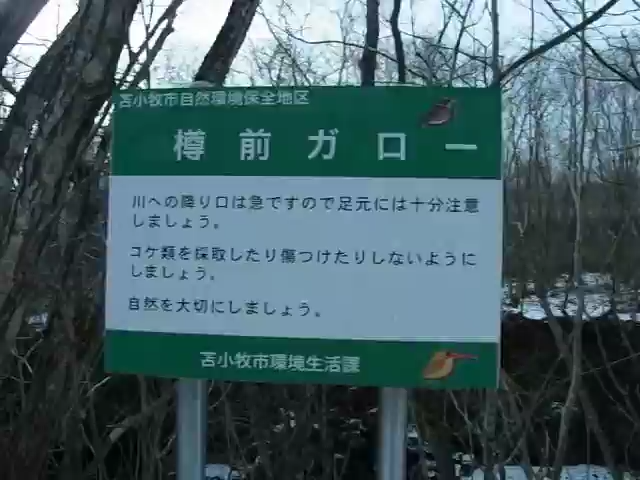 苫小牧市自然環境保全地区
樽前ガロー
川への降り口は急ですので足元には十分注意
しましょう。
コケ類を採取したり傷つけたりしないように
しましょう。
自然を大切にしましょう。
苫小牧市環境生活課